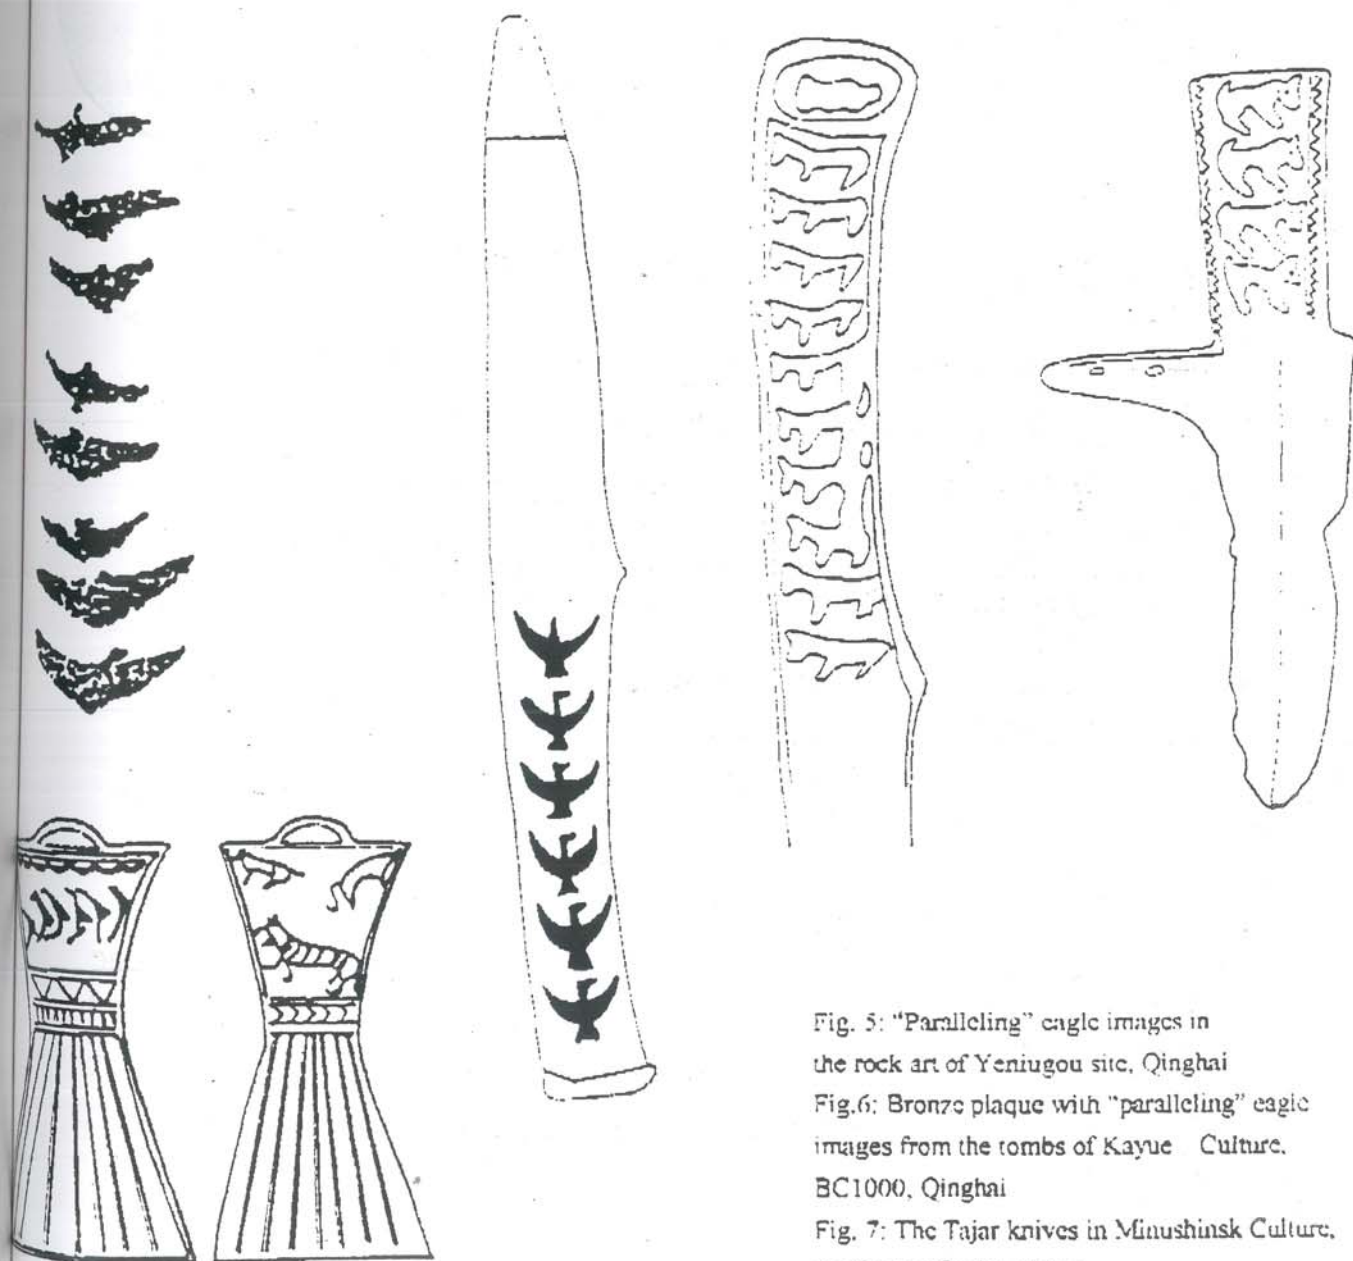 Fig. 5: "Paralleling" eagle images in
the rock art of Yeniugou site, Qinghai
Fig.6: Bronze plaque with "paralleling" eagle
images from the tombs of Kayue Culture,
BC1000, Qinghai
Fig. 7: The Tajar knives in Minushinsk Culture,